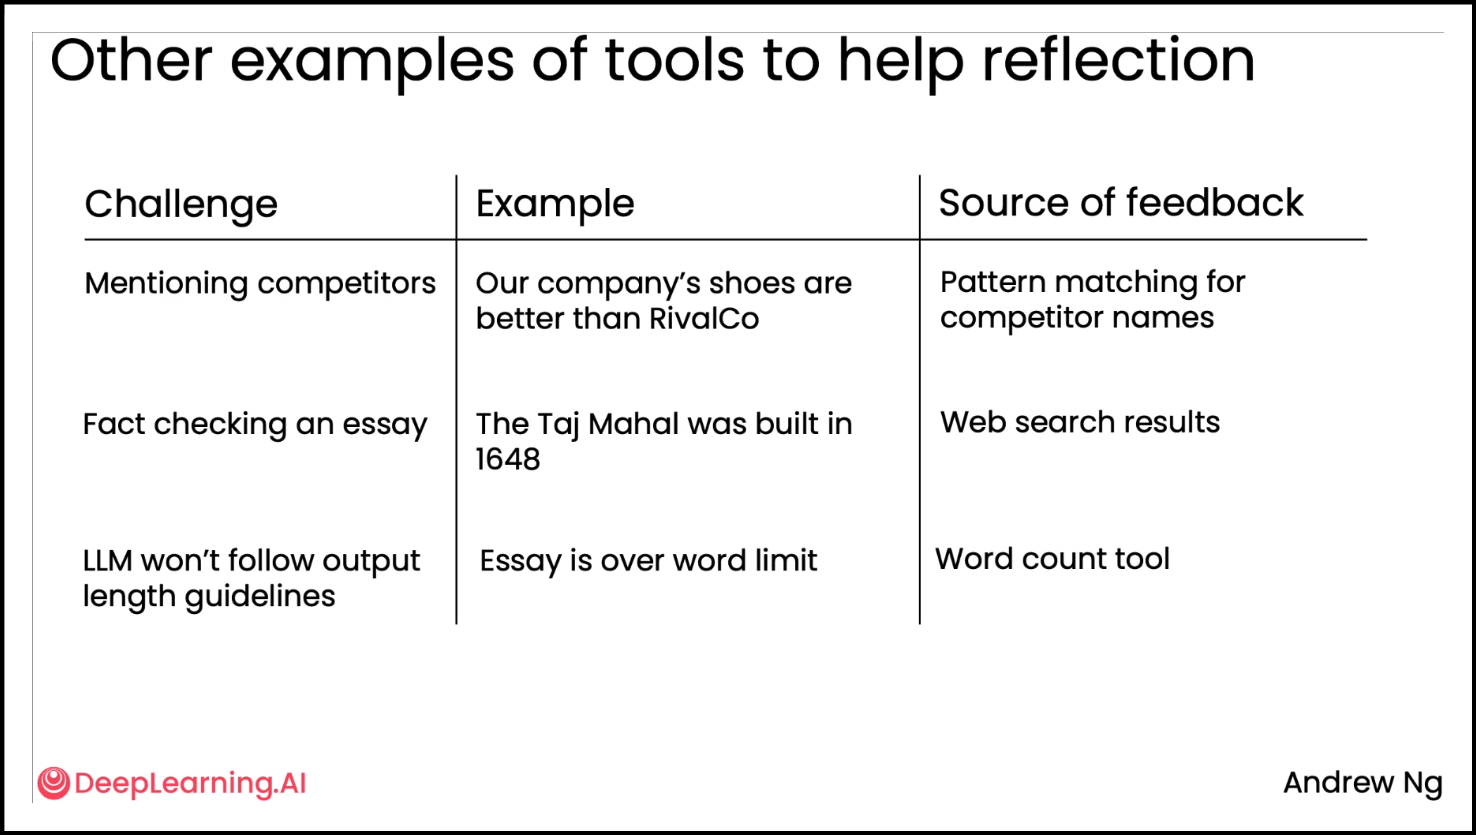 Other examples of tools to help reflection
Challenge
Example
Source of feedback
Mentioning competitors
Our company’s shoes are
better than RivalCo
Pattern matching for
competitor names
Fact checking an essay
The Taj Mahal was built in
1648
Web search results
LLM won’t follow output
length guidelines
Essay is over word limit
Word count tool
DeepLearning.AI
Andrew Ng